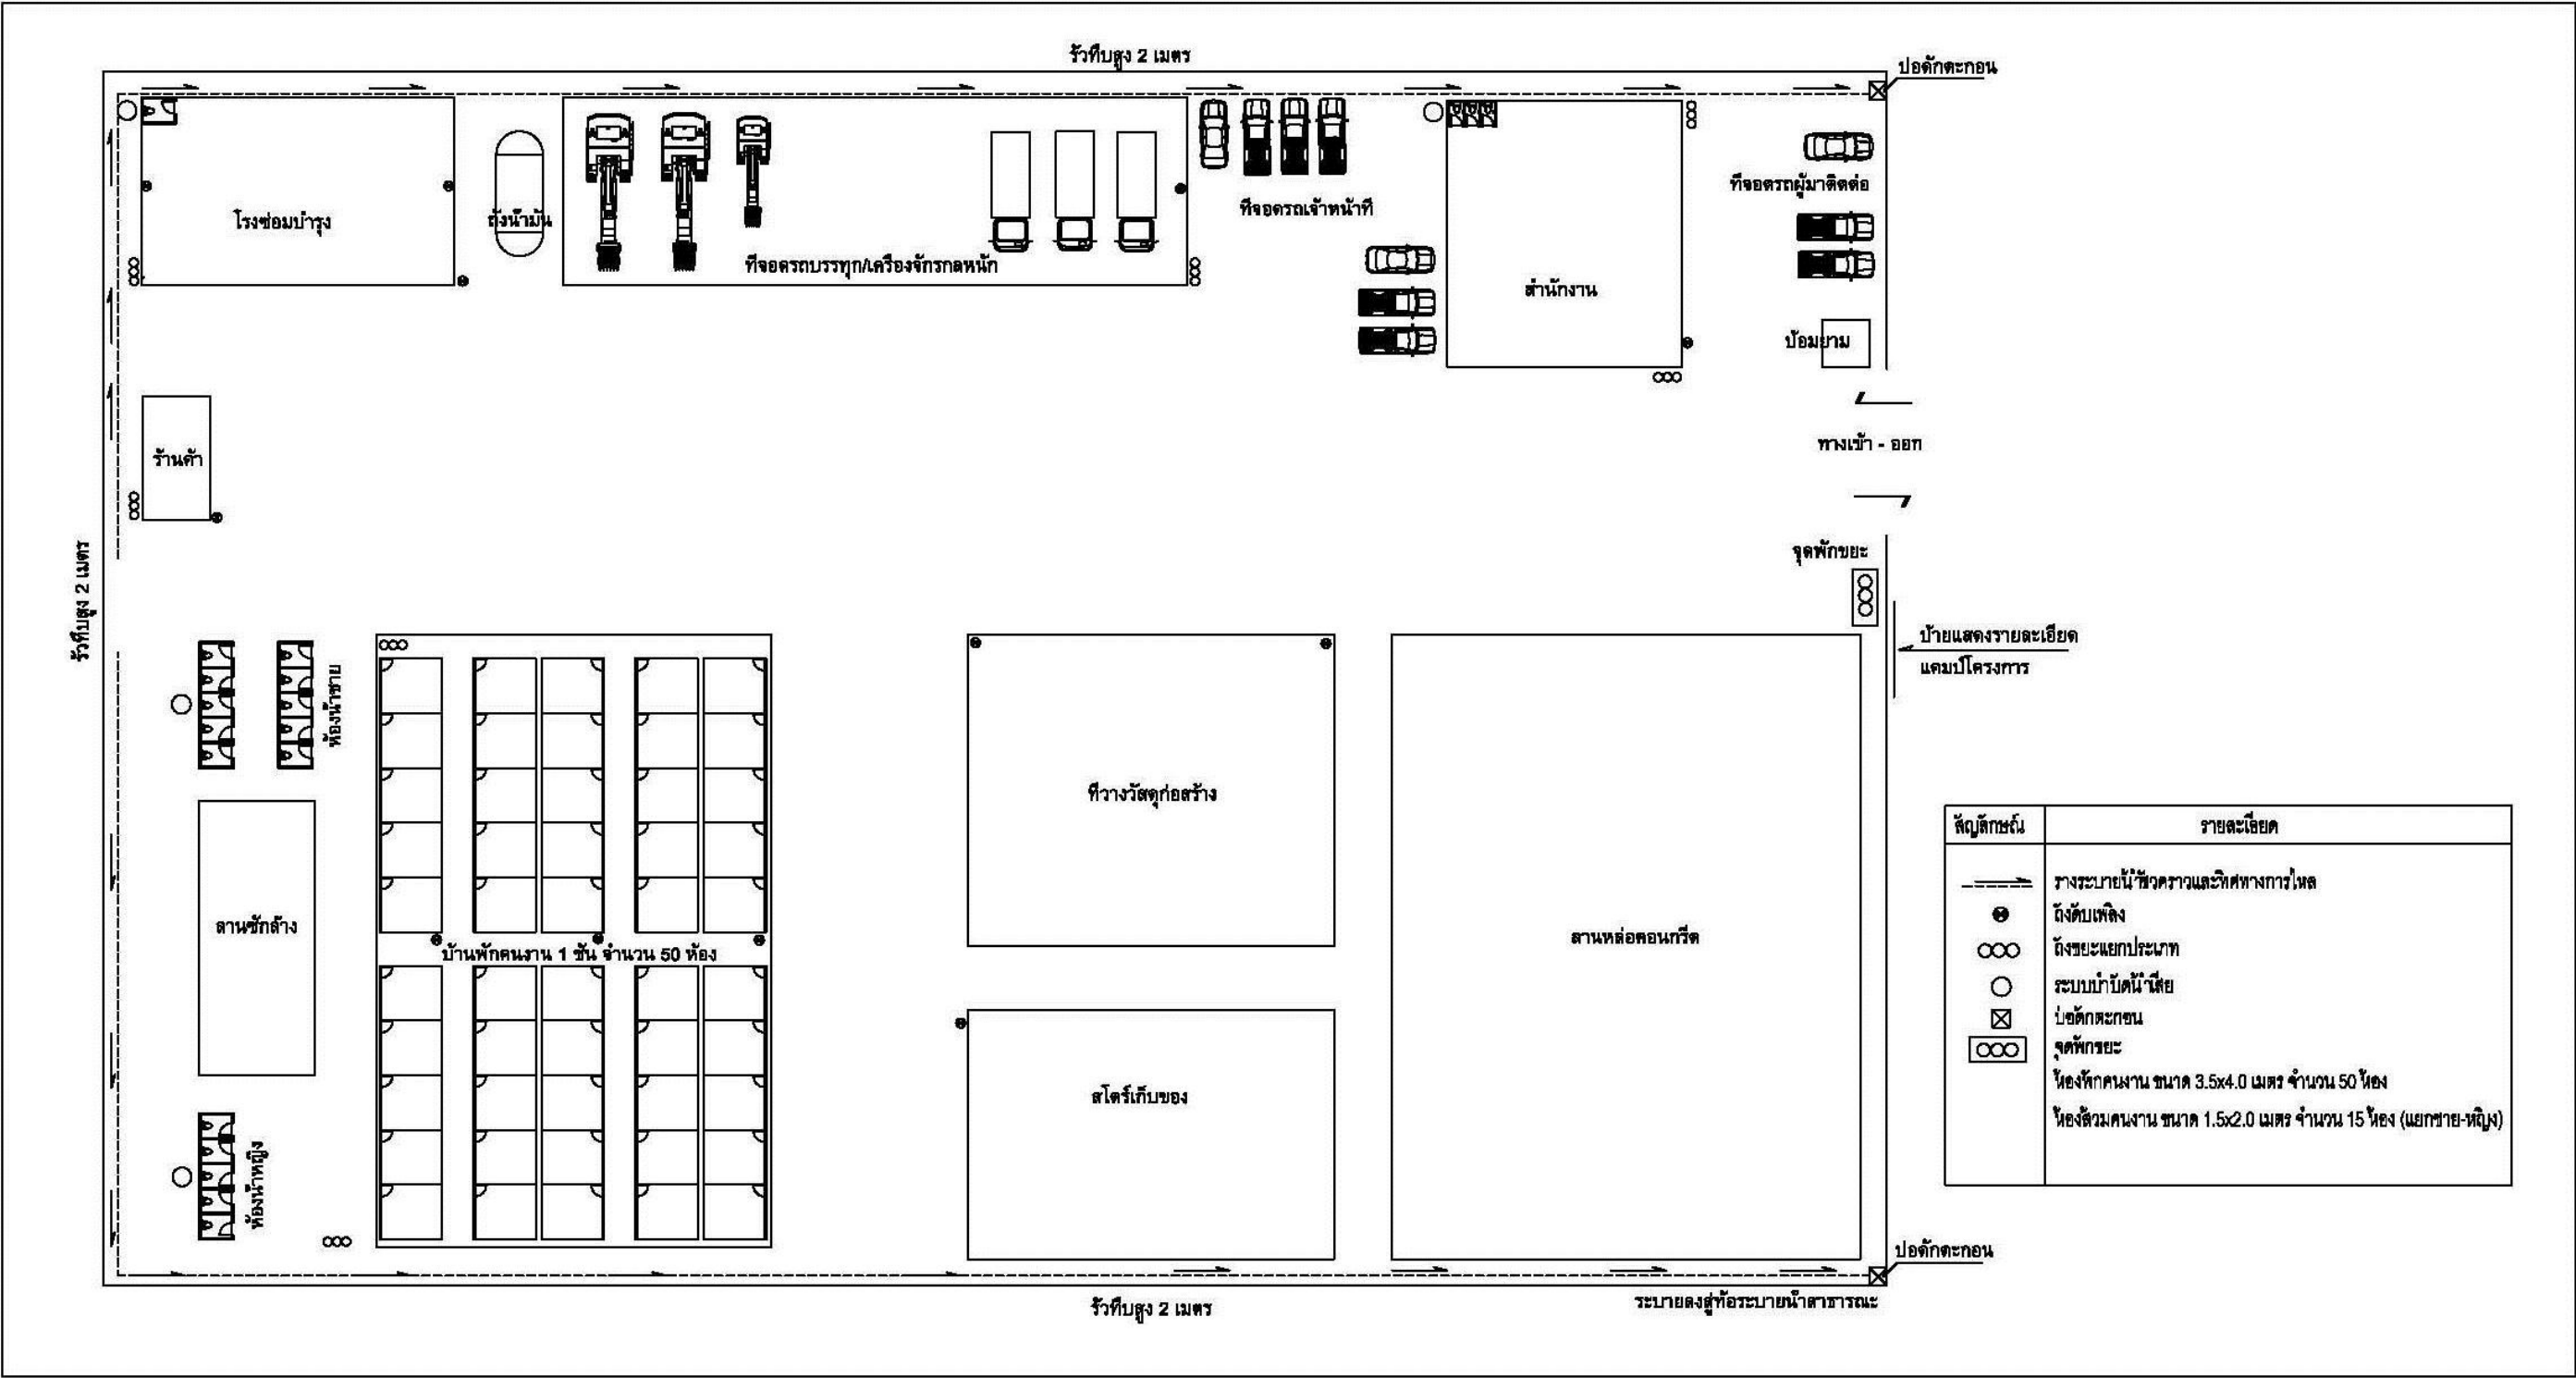 รั้วทึบสูง 2 เมตร
บ่อดักตะกอน
ที่จอดรถผู้มาติดต่อ
ที่จอดรถเจ้าหน้าที่
โรงซ่อมบำรุง
ถังน้ำมัน
ที่จอดรถบรรทุก/เครื่องจักรกลหนัก
สำนักงาน
ป้อมยาม
ทางเข้า - ออก
ร้านค้า
รั้วทึบสูง 2 เมตร
จุดพักขยะ
ป้ายแสดงรายละเอียด
แคมป์โครงการ
ห้องน้ำชาย
ที่วางวัสดุก่อสร้าง
ลานซักล้าง
บ้านพักคนงาน 1 ชั้น จำนวน 50 ห้อง
ลานหล่อคอนกรีต
สโตร์เก็บของ
ห้องน้ำหญิง
สัญลักษณ์ รายละเอียด
รางระบายน้ำชั่วคราวและทิศทางการไหล
ถังดับเพลิง
ถังขยะแยกประเภท
ระบบบำบัดน้ำเสีย
บ่อดักตะกอน
จุดพักขยะ
ห้องพักคนงาน ขนาด 3.5x4.0 เมตร จำนวน 50 ห้อง
ห้องส้วมคนงาน ขนาด 1.5x2.0 เมตร จำนวน 15 ห้อง (แยกชาย-หญิง)
บ่อดักตะกอน
รั้วทึบสูง 2 เมตร
ระบายลงสู่ท่อระบายน้ำสาธารณะ